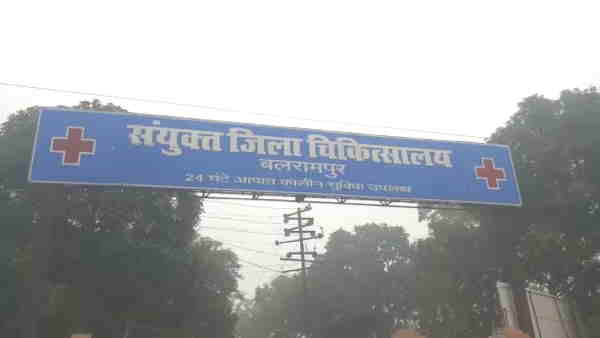 संयुक्त जिला चिकित्सालय
बलरामपुर
24 घंटे आपात कालीन सुविधा उपलब्ध